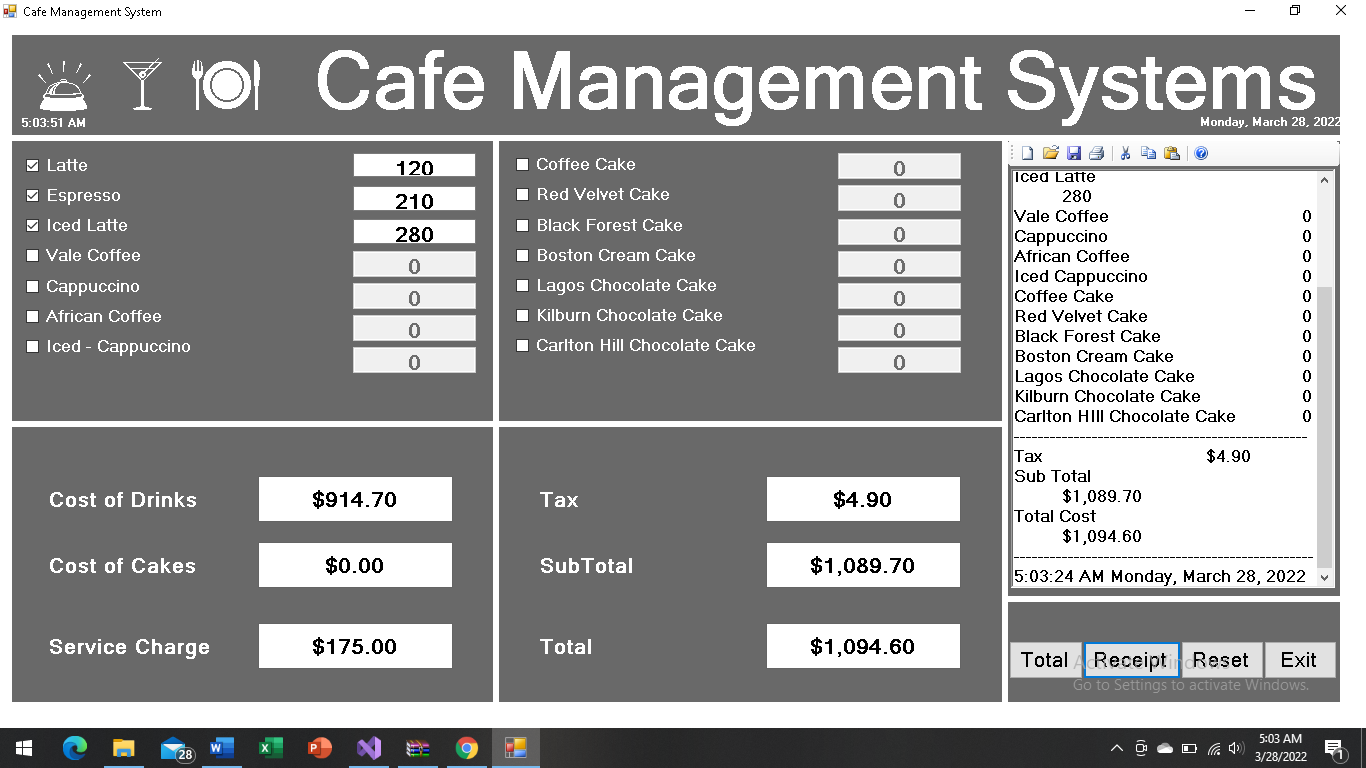 Cafe Management System
Cafe Management Systems
5:03:51 AM
Monday, March 28, 2022
Latte 120
Espresso 210
Iced Latte 280
Vale Coffee 0
Cappuccino 0
African Coffee 0
Iced - Cappuccino 0
Coffee Cake 0
Red Velvet Cake 0
Black Forest Cake 0
Boston Cream Cake 0
Lagos Chocolate Cake 0
Kilburn Chocolate Cake 0
Carlton Hill Chocolate Cake 0
Iced Latte
280
Vale Coffee 0
Cappuccino 0
African Coffee 0
Iced Cappuccino 0
Coffee Cake 0
Red Velvet Cake 0
Black Forest Cake 0
Boston Cream Cake 0
Lagos Chocolate Cake 0
Kilburn Chocolate Cake 0
Carlton HIll Chocolate Cake 0
Tax $4.90
Sub Total
$1,089.70
Total Cost
$1,094.60
5:03:24 AM Monday, March 28, 2022
Cost of Drinks $914.70
Cost of Cakes $0.00
Service Charge $175.00
Tax $4.90
SubTotal $1,089.70
Total $1,094.60
Total Receipt Reset Exit
Activate Windows
Go to Settings to activate Windows.
28
5:03 AM
3/28/2022
1